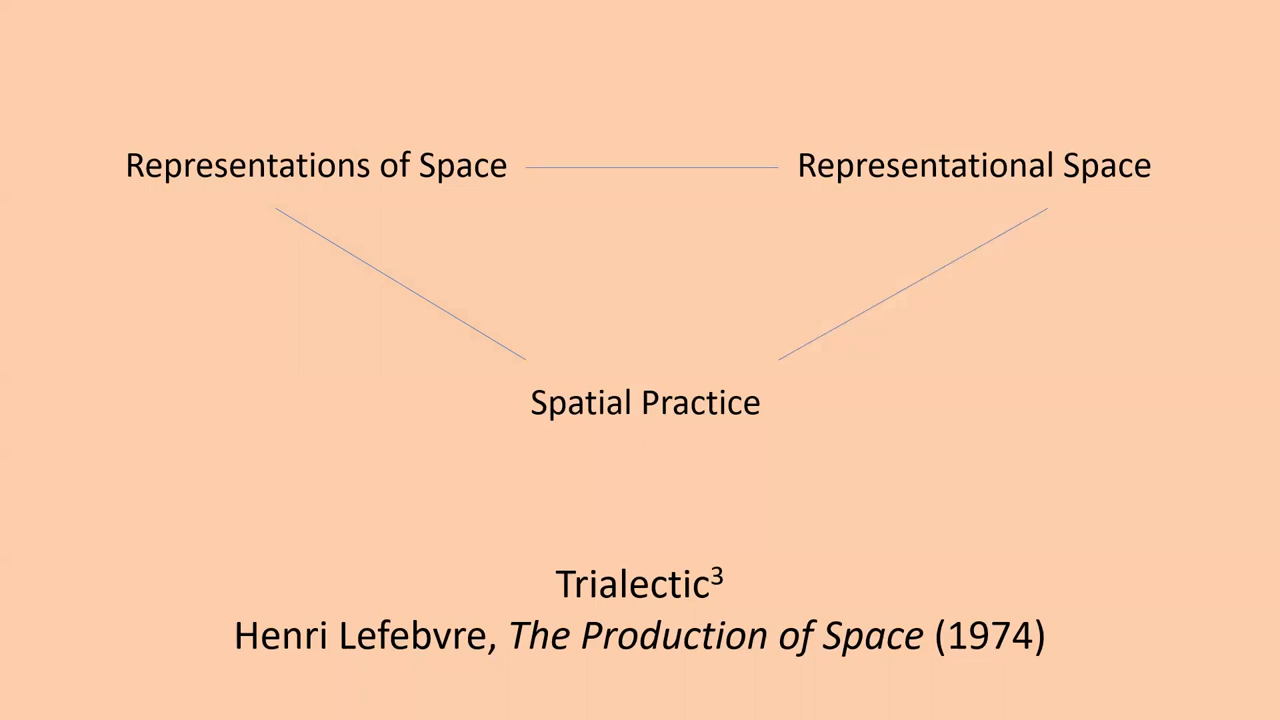 Representations of Space
Representational Space
Spatial Practice
Trialectic³
Henri Lefebvre, The Production of Space (1974)